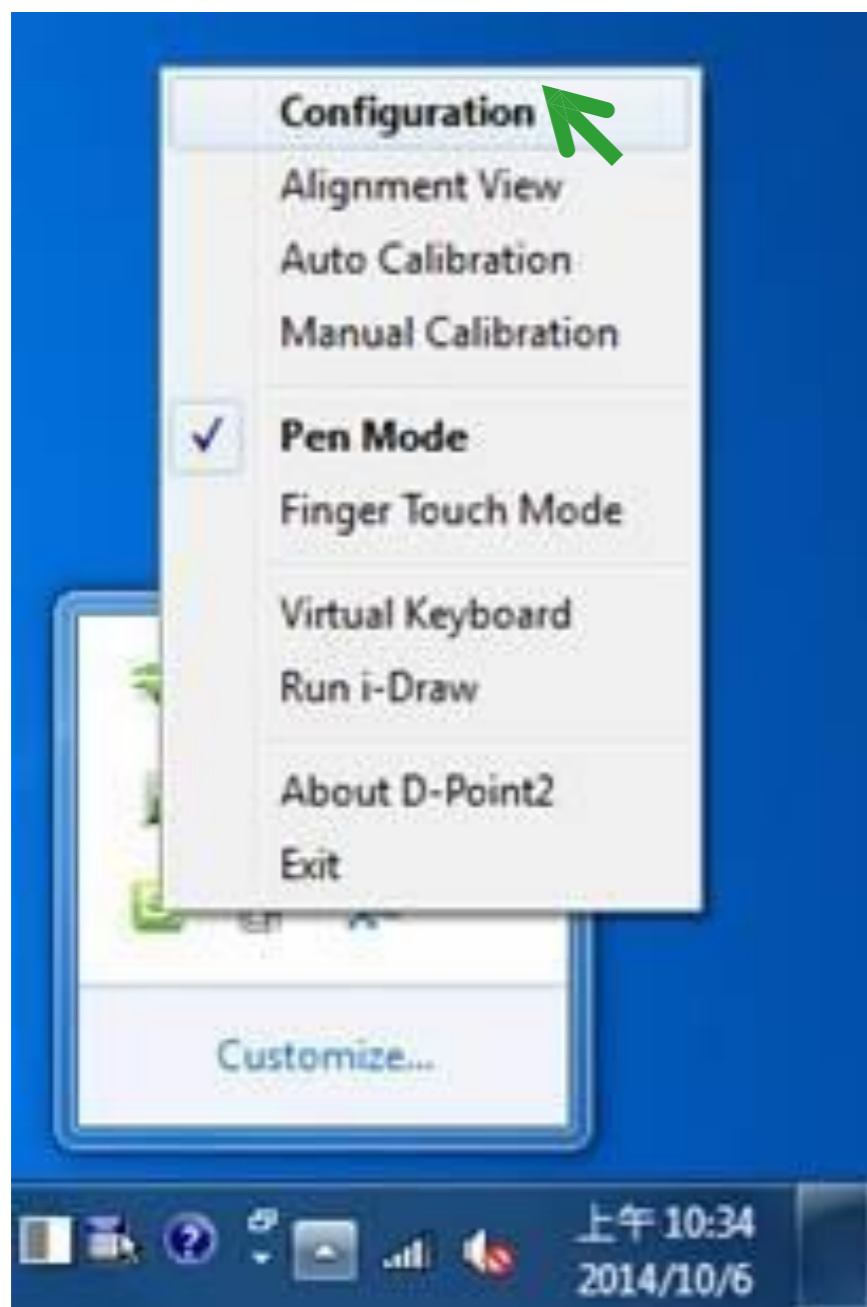 Configuration
Alignment View
Auto Calibration
Manual Calibration
Pen Mode
Finger Touch Mode
Virtual Keyboard
Run i-Draw
About D-Point2
Exit
Customize...
上午 10:34
2014/10/6